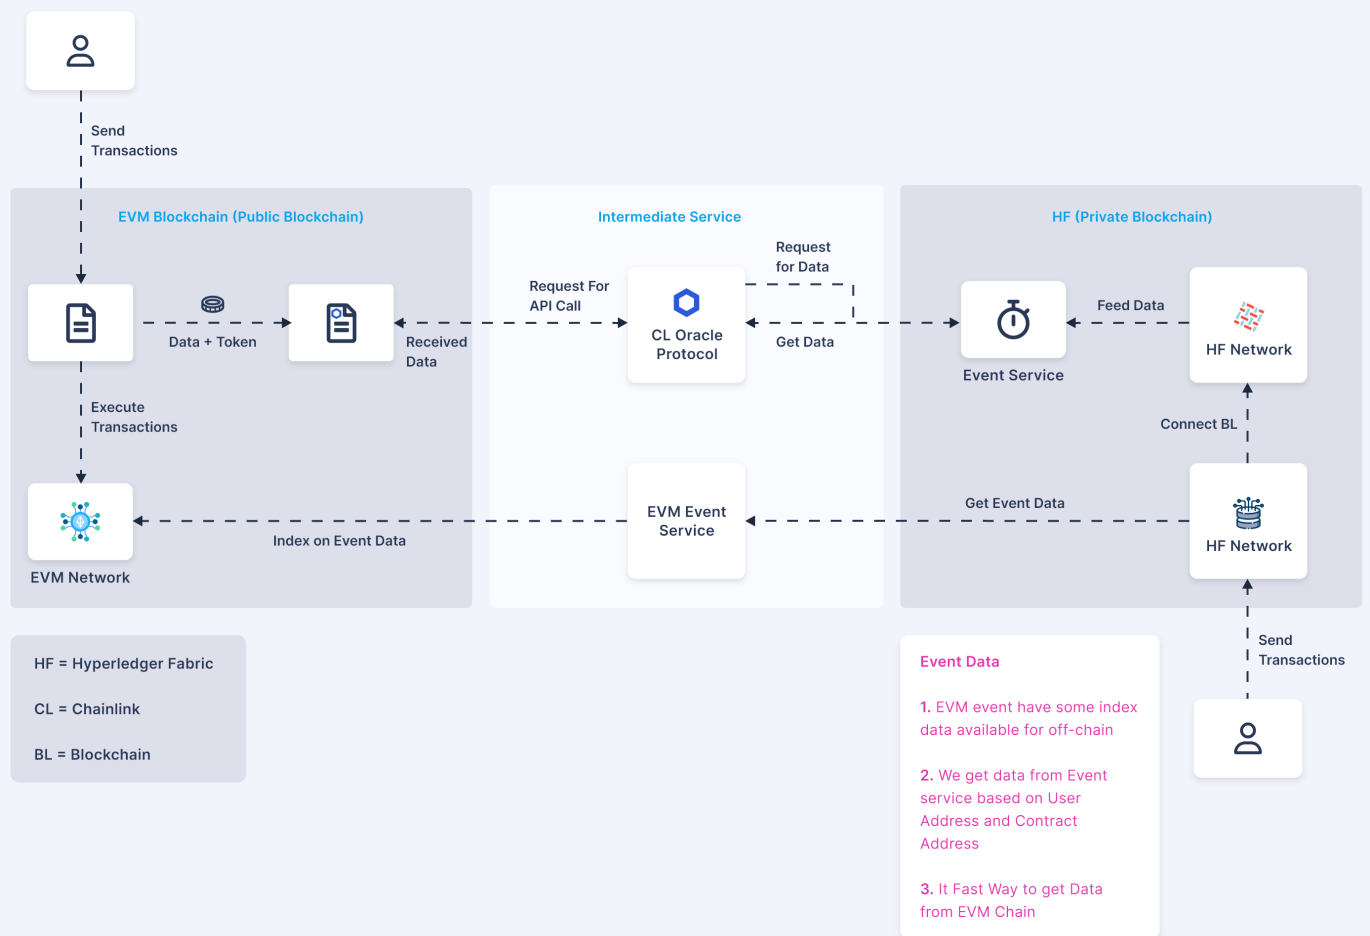 Send
Transactions
EVM Blockchain (Public Blockchain)
Intermediate Service
HF (Private Blockchain)
Request
for Data
Request For
API Call
CL Oracle
Protocol
Data + Token
Received
Data
Get Data
Feed Data
HF Network
Event Service
Execute
Transactions
Connect BL
EVM Event
Service
Get Event Data
HF Network
Index on Event Data
EVM Network
Send
Transactions
HF = Hyperledger Fabric
CL = Chainlink
BL = Blockchain
Event Data
1. EVM event have some index
data available for off-chain
2. We get data from Event
service based on User
Address and Contract
Address
3. It Fast Way to get Data
from EVM Chain